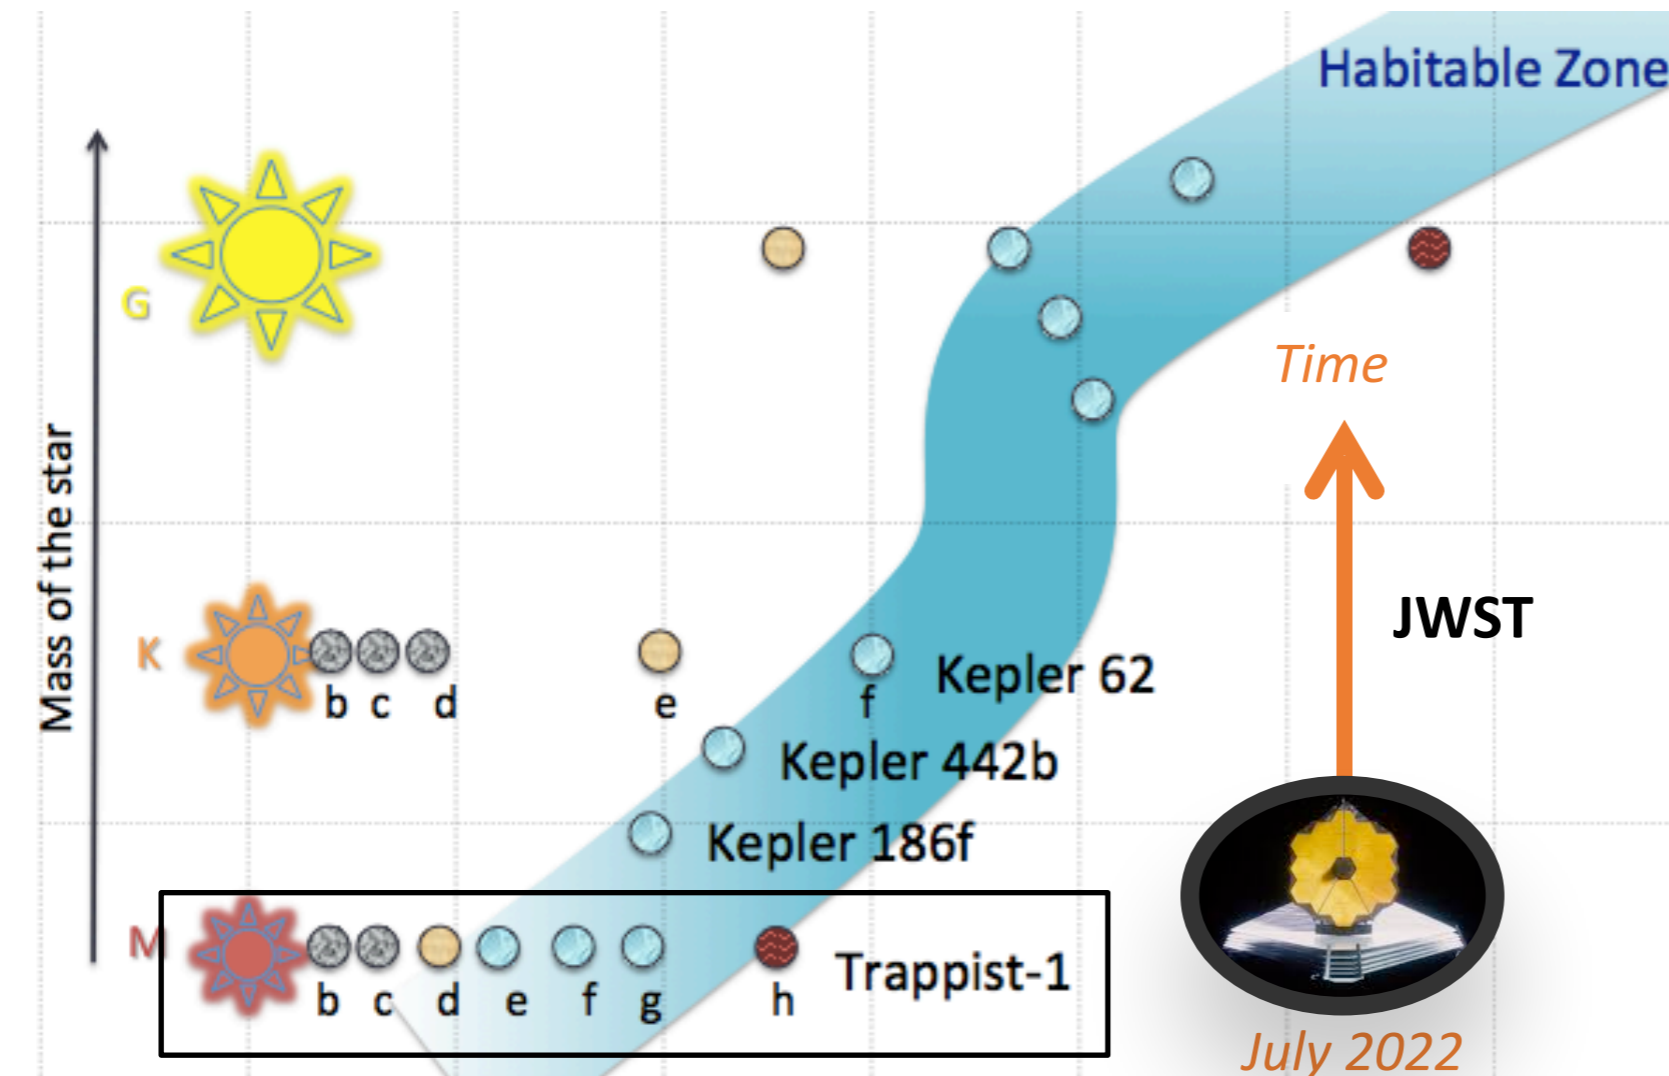 Habitable Zone
G
Time
Mass of the star
JWST
K
b c d e f
Kepler 62
Kepler 442b
Kepler 186f
M
b c d e f g h
Trappist-1
July 2022